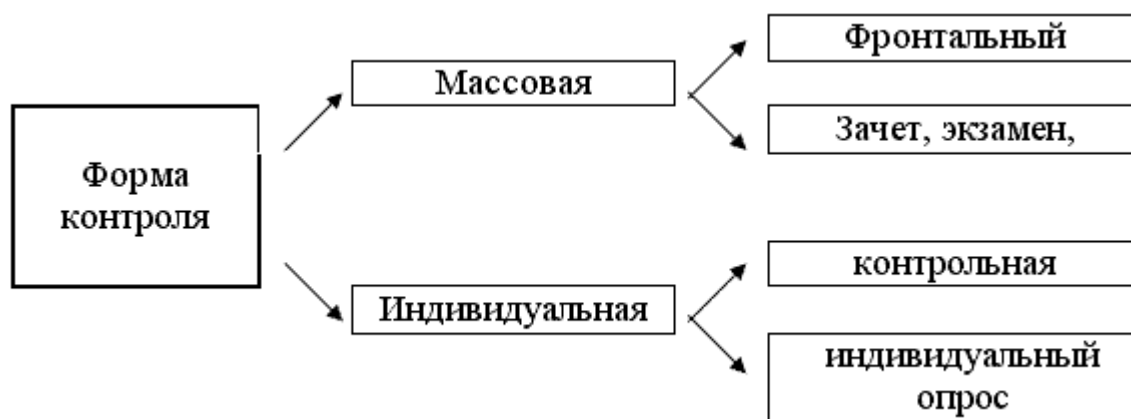 Форма
контроля
Массовая
Фронтальный
Зачет, экзамен,
Индивидуальная
контрольная
индивидуальный
опрос